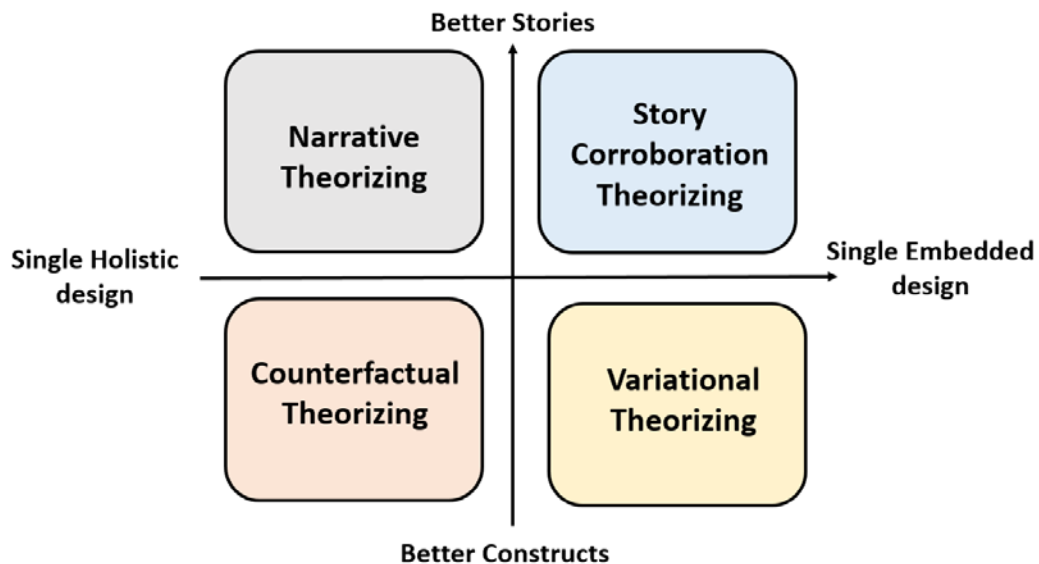 Better Stories
Narrative
Theorizing
Story
Corroboration
Theorizing
Single Holistic
design
Single Embedded
design
Counterfactual
Theorizing
Variational
Theorizing
Better Constructs